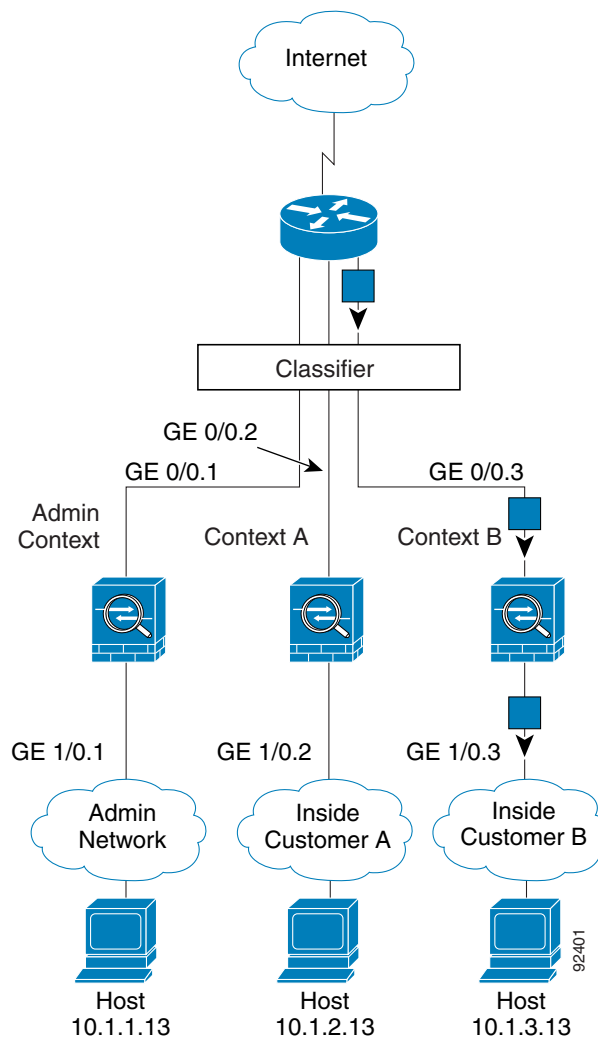 Internet
Classifier
GE 0/0.2
GE 0/0.1
GE 0/0.3
Admin
Context
Context A
Context B
GE 1/0.1
GE 1/0.2
GE 1/0.3
Admin
Network
Inside
Customer A
Inside
Customer B
92401
Host
10.1.1.13
Host
10.1.2.13
Host
10.1.3.13